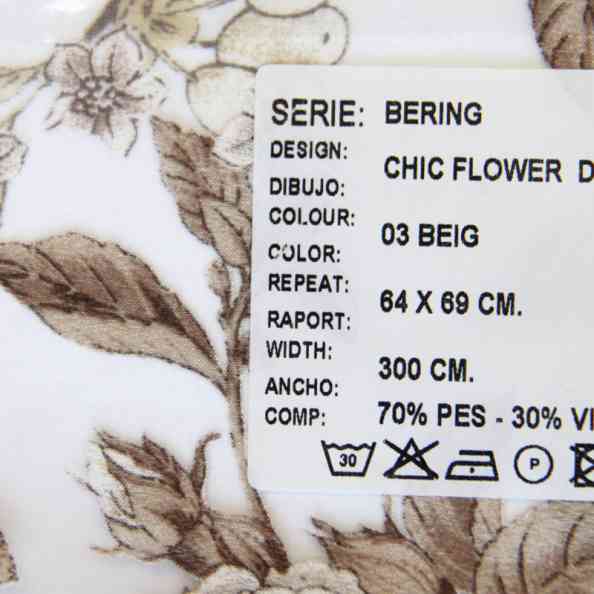 SERIE: BERING
DESIGN:
CHIC FLOWER D
DIBUJO:
COLOUR:
03 BEIG
COLOR:
REPEAT:
64 X 69 CM.
RAPORT:
WIDTH:
300 CM.
ANCHO:
COMP: 70% PES - 30% VI
30
P